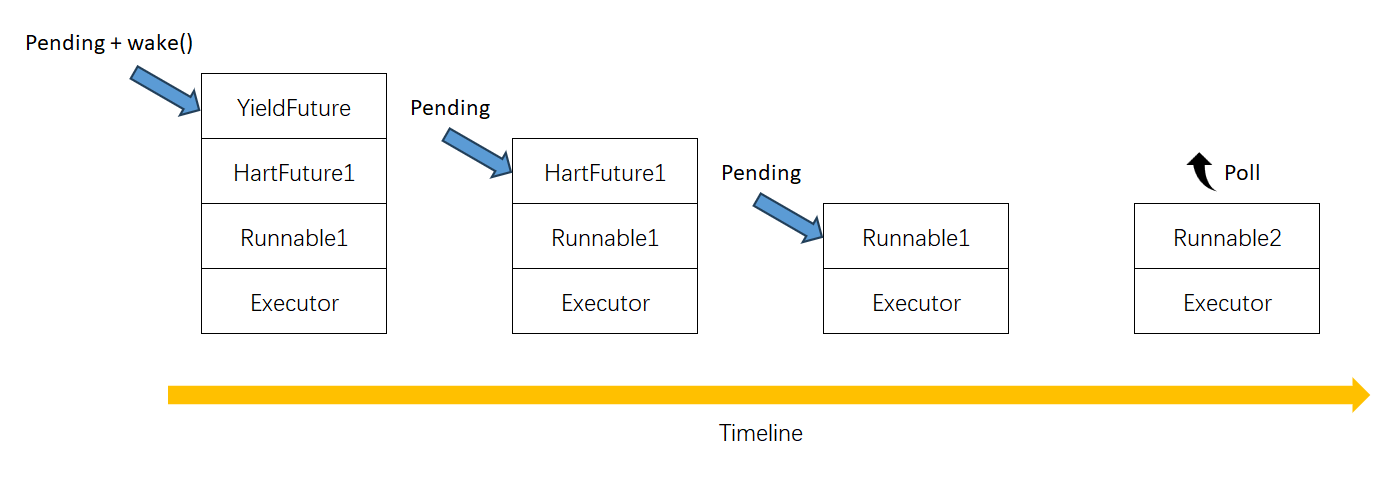 Pending + wake()
YieldFuture
HartFuture1
Runnable1
Executor
Pending
HartFuture1
Runnable1
Executor
Pending
Runnable1
Executor
Poll
Runnable2
Executor
Timeline